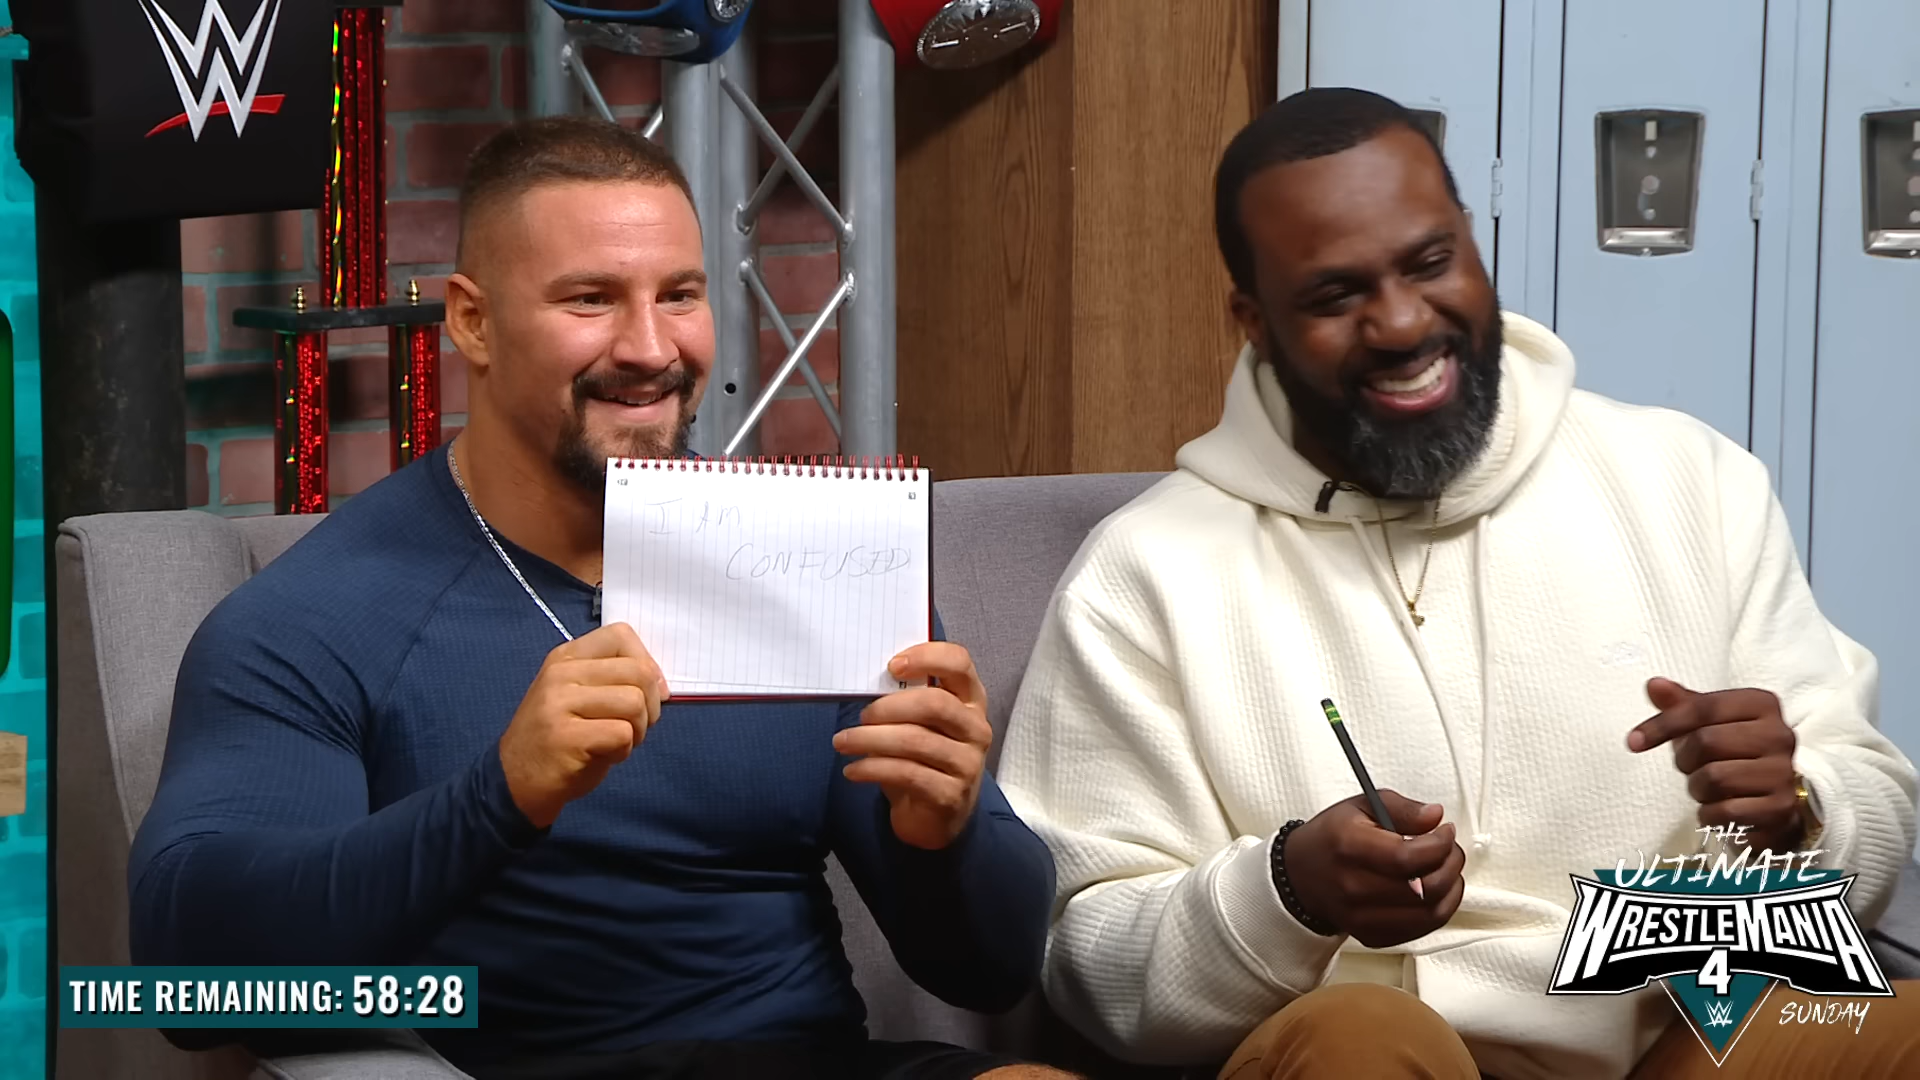 W
I AM
CONFUSED
TIME REMAINING: 58:28
THE
ULTIMATE
WRESTLEMANIA
4
W
SUNDAY